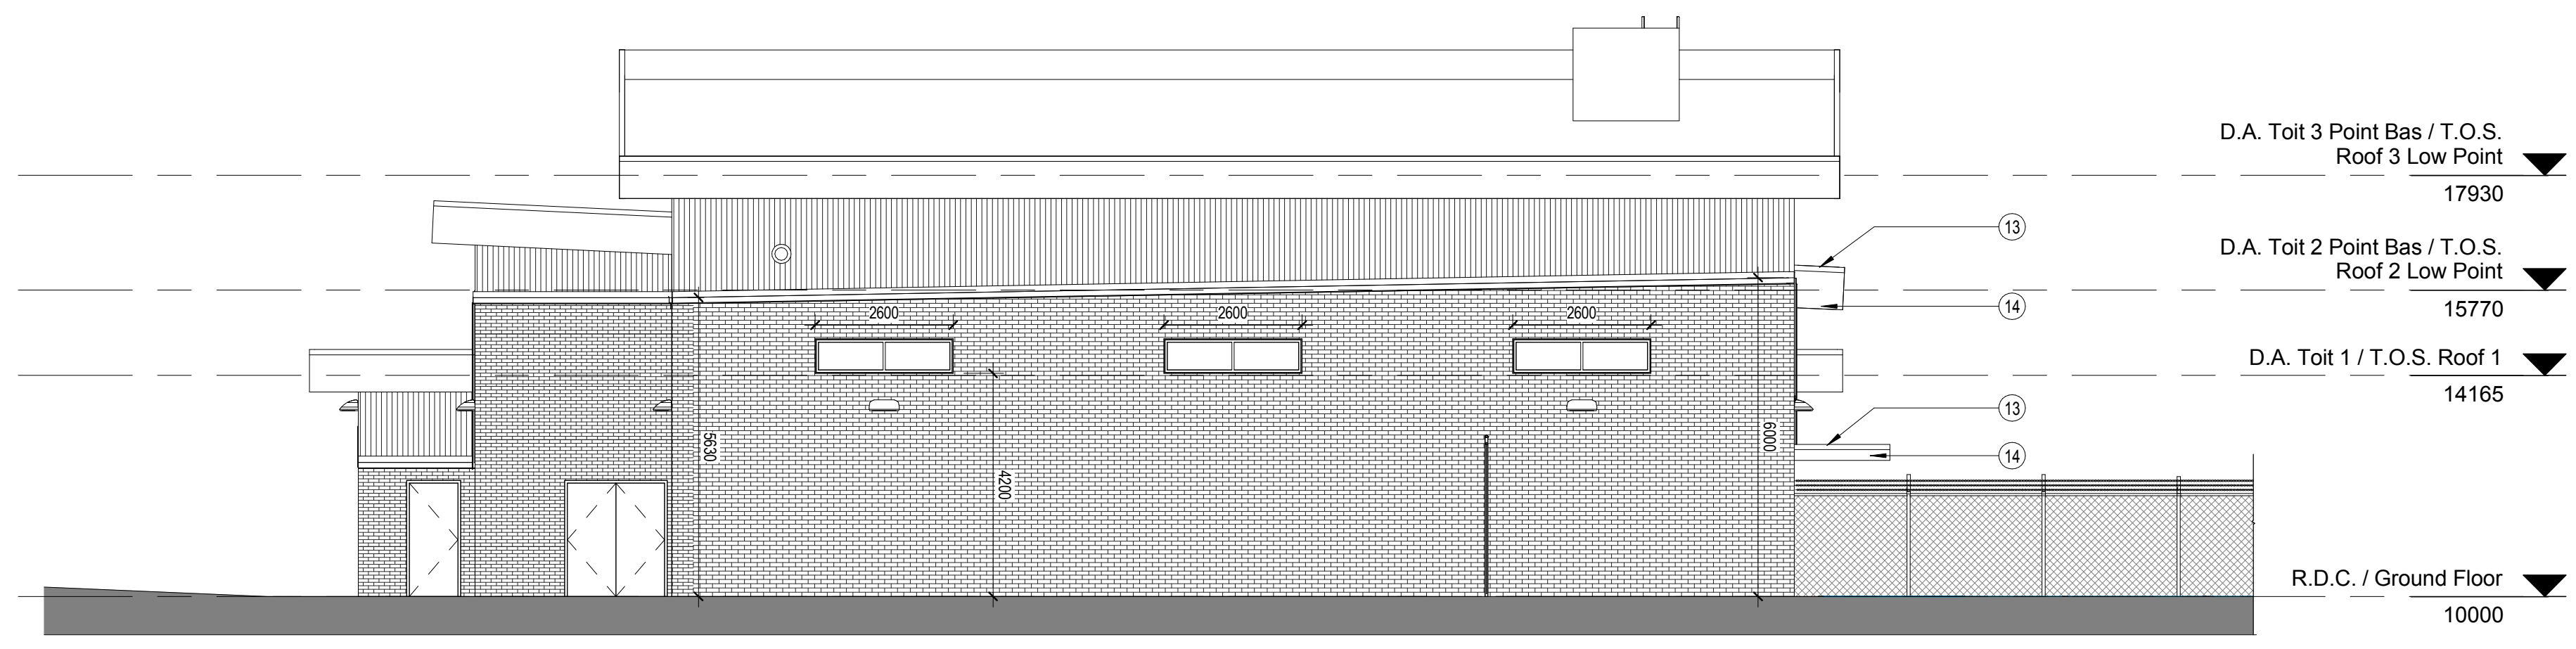 D.A. Toit 3 Point Bas / T.O.S.
Roof 3 Low Point
17930
13
D.A. Toit 2 Point Bas / T.O.S.
Roof 2 Low Point
15770
14
2600
2600
2600
D.A. Toit 1 / T.O.S. Roof 1
14165
13
14
5630
4200
6000
R.D.C. / Ground Floor
10000